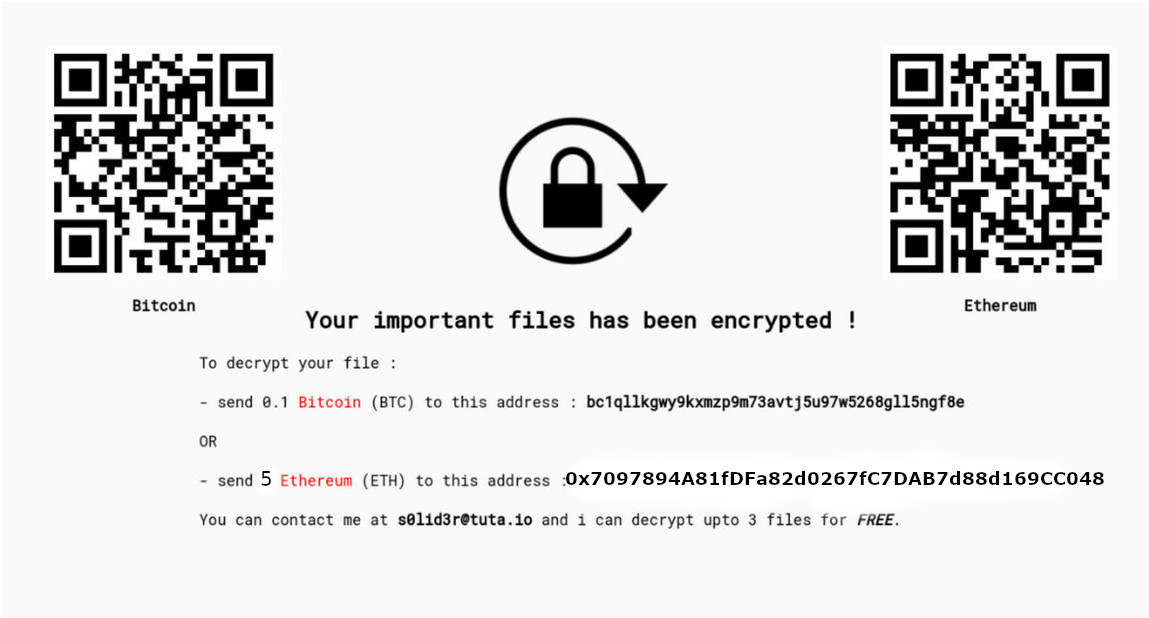 Bitcoin
Ethereum
Your important files has been encrypted !
To decrypt your file :
- send 0.1 Bitcoin (BTC) to this address : bc1qllkgwy9kxmzp9m73avtj5u97w5268gll5ngf8e
OR
- send 5 Ethereum (ETH) to this address :0x7097894A81fDFa82d0267fC7DAB7d88d169CC048
You can contact me at s0lid3r@tuta.io and i can decrypt upto 3 files for FREE.